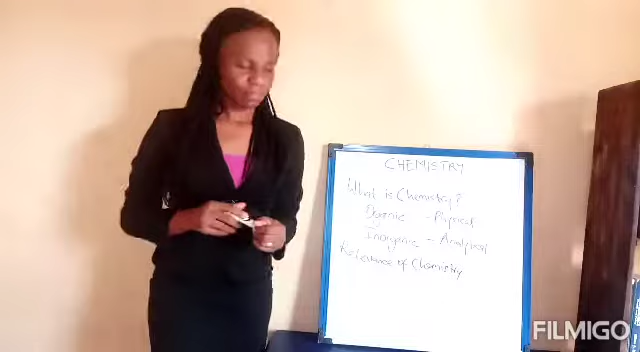 CHEMISTRY
What is Chemistry?
Organic - Physical
Inorganic - Analytical
Relevance of Chemistry
FILMIGO